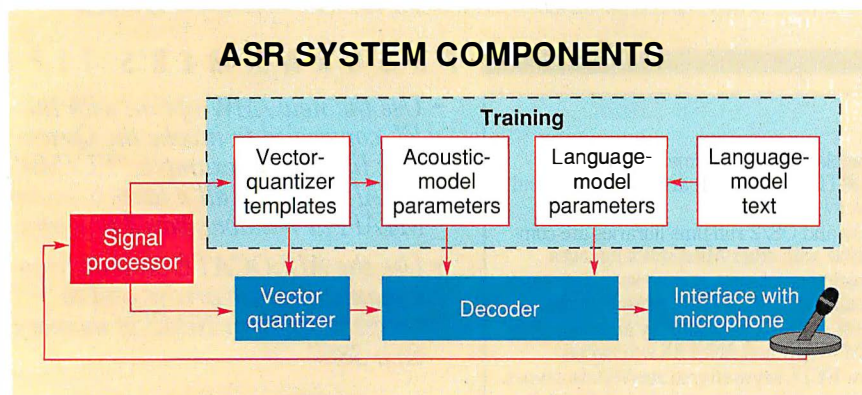 ASR SYSTEM COMPONENTS
Training
Vector-
quantizer
templates
Acoustic-
model
parameters
Language-
model
parameters
Language-
model
text
Signal
processor
Vector
quantizer
Decoder
Interface with
microphone